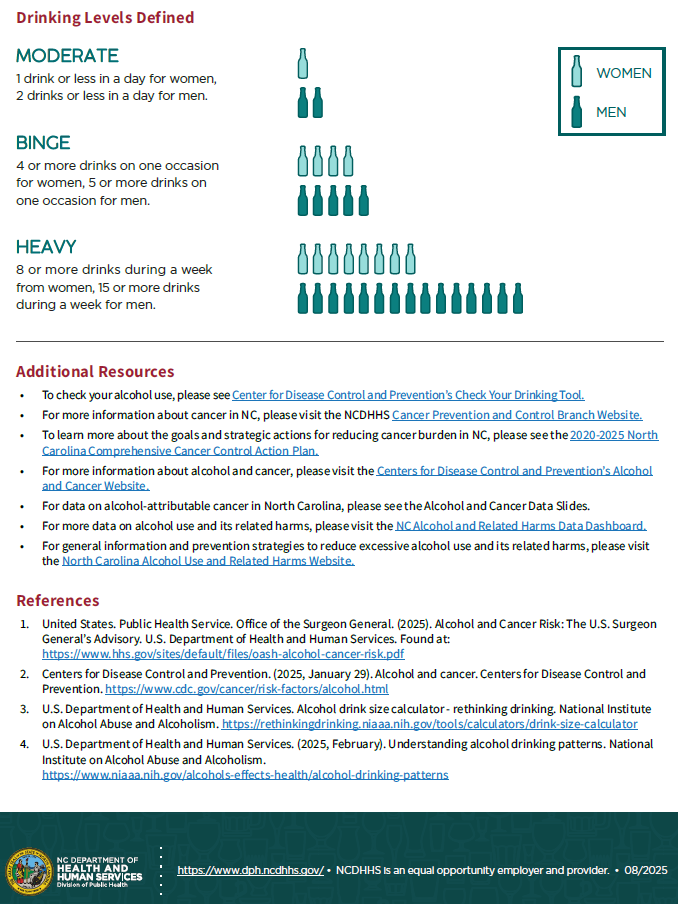 Drinking Levels Defined
MODERATE
1 drink or less in a day for women,
2 drinks or less in a day for men.
WOMEN
MEN
BINGE
4 or more drinks on one occasion
for women, 5 or more drinks on
one occasion for men.
HEAVY
8 or more drinks during a week
from women, 15 or more drinks
during a week for men.
Additional Resources
• To check your alcohol use, please see Center for Disease Control and Prevention's Check Your Drinking Tool.
• For more information about cancer in NC, please visit the NCDHHS Cancer Prevention and Control Branch Website.
• To learn more about the goals and strategic actions for reducing cancer burden in NC, please see the 2020-2025 North
Carolina Comprehensive Cancer Control Action Plan.
• For more information about alcohol and cancer, please visit the Centers for Disease Control and Prevention's Alcohol
and Cancer Website.
• For data on alcohol-attributable cancer in North Carolina, please see the Alcohol and Cancer Data Slides.
• For more data on alcohol use and its related harms, please visit the NC Alcohol and Related Harms Data Dashboard.
• For general information and prevention strategies to reduce excessive alcohol use and its related harms, please visit
the North Carolina Alcohol Use and Related Harms Website.
References
1. United States. Public Health Service. Office of the Surgeon General. (2025). Alcohol and Cancer Risk: The U.S. Surgeon
General's Advisory. U.S. Department of Health and Human Services. Found at:
https://www.hhs.gov/sites/default/files/oash-alcohol-cancer-risk.pdf
2. Centers for Disease Control and Prevention. (2025, January 29). Alcohol and cancer. Centers for Disease Control and
Prevention. https://www.cdc.gov/cancer/risk-factors/alcohol.html
3. U.S. Department of Health and Human Services. Alcohol drink size calculator - rethinking drinking. National Institute
on Alcohol Abuse and Alcoholism. https://rethinkingdrinking.niaaa.nih.gov/tools/calculators/drink-size-calculator
4. U.S. Department of Health and Human Services. (2025, February). Understanding alcohol drinking patterns. National
Institute on Alcohol Abuse and Alcoholism.
https://www.niaaa.nih.gov/alcohols-effects-health/alcohol-drinking-patterns
NC DEPARTMENT OF
HEALTH AND
HUMAN SERVICES
Division of Public Health
https://www.dph.ncdhhs.gov/ • NCDHHS is an equal opportunity employer and provider. • 08/2025